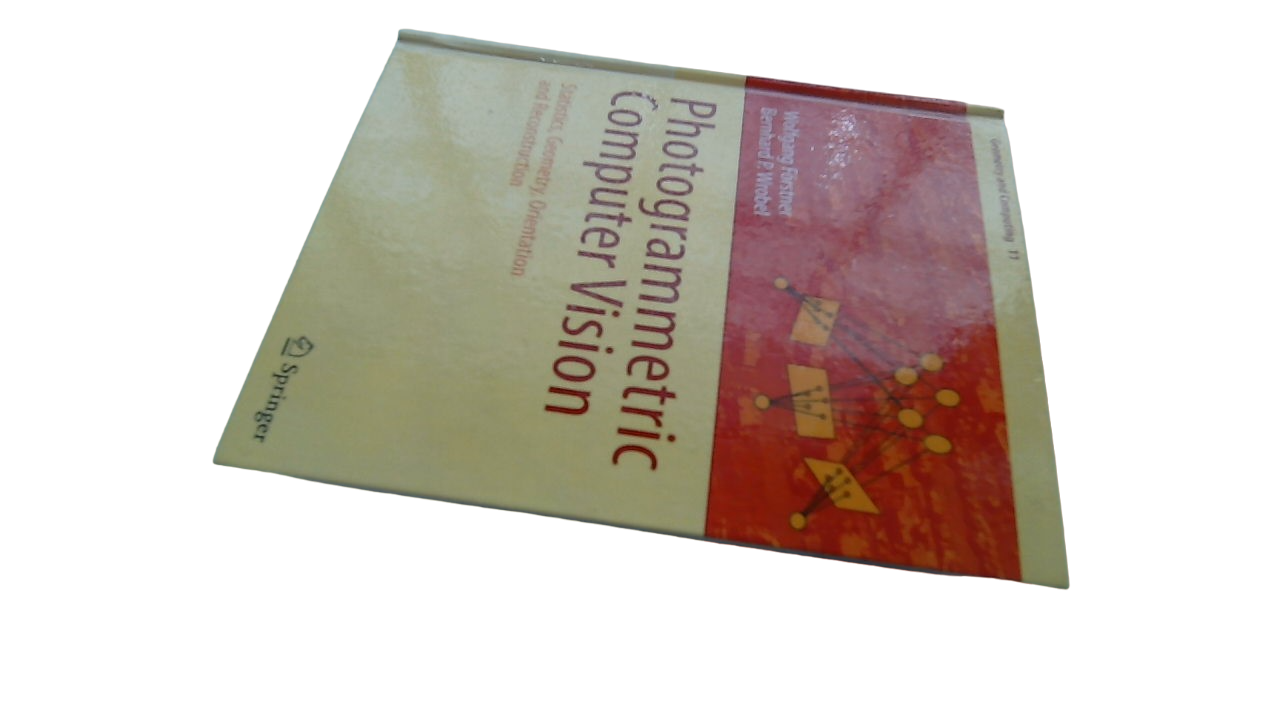 Geometry and Computing 11
Wolfgang Förstner
Bernhard P. Wrobel
Photogrammetric
Computer Vision
Statistics, Geometry, Orientation
and Reconstruction
Springer